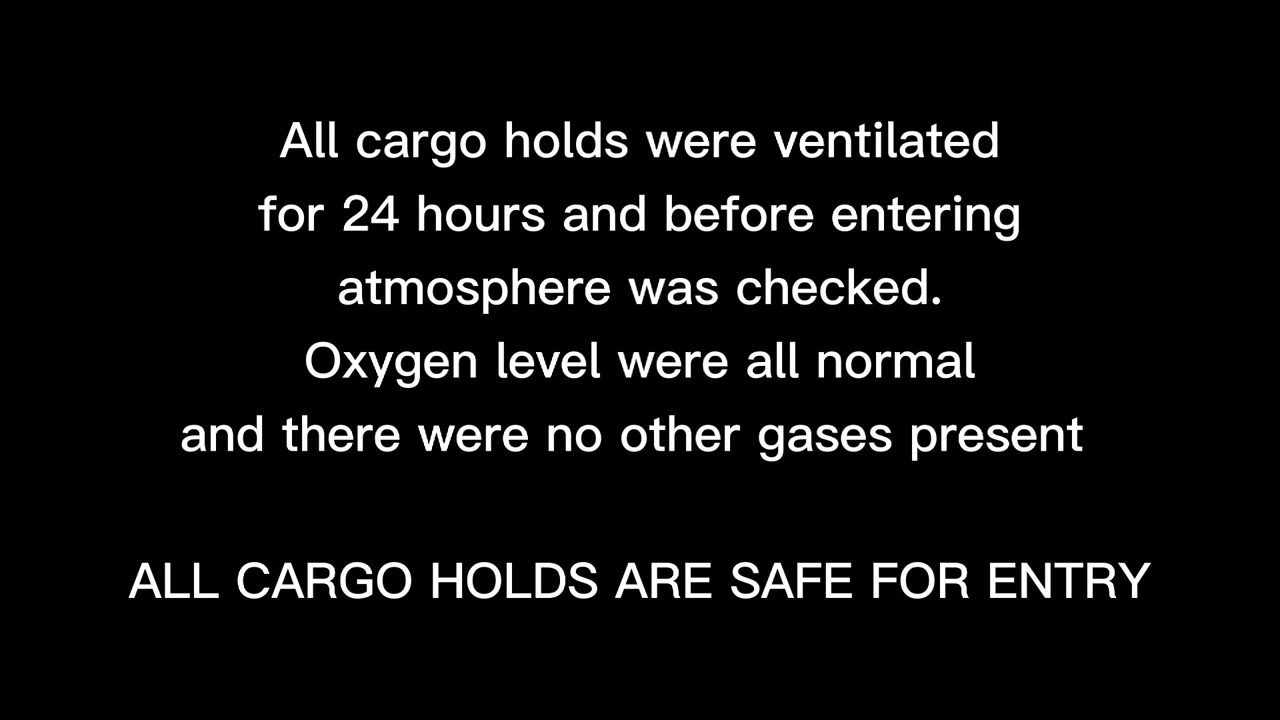 All cargo holds were ventilated
for 24 hours and before entering
atmosphere was checked.
Oxygen level were all normal
and there were no other gases present
ALL CARGO HOLDS ARE SAFE FOR ENTRY